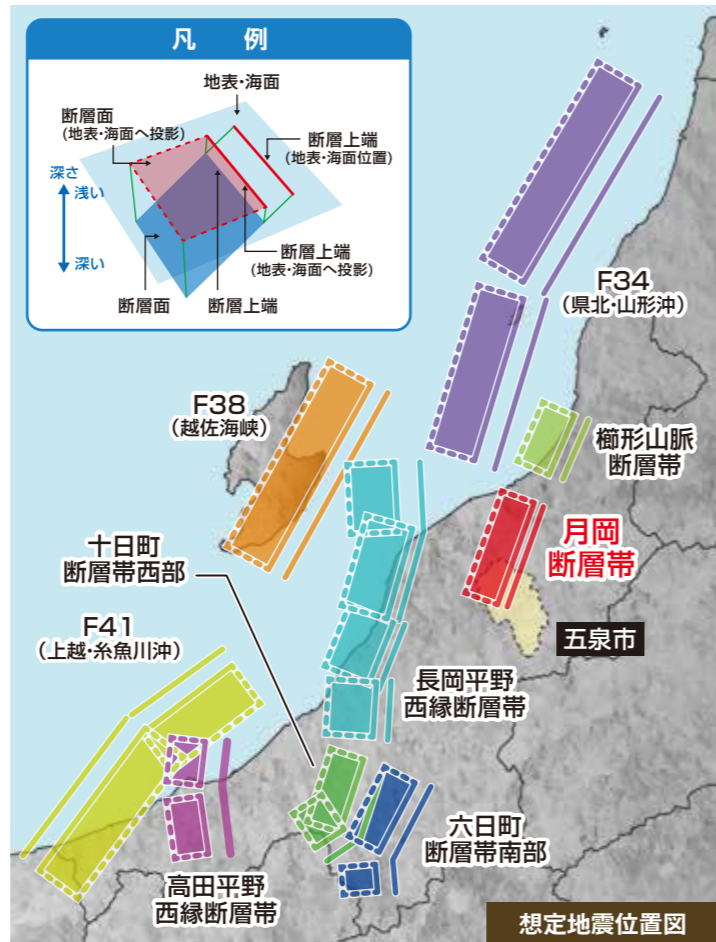 凡 例
地表・海面
断層面
(地表・海面へ投影)
断層上端
(地表・海面位置)
深さ
浅い
深い
断層上端
(地表・海面へ投影)
断層面
断層上端
F34
(県北・山形沖)
F38
(越佐海峡)
櫛形山脈
断層帯
月岡
断層帯
十日町
断層帯西部
五泉市
F41
(上越・糸魚川沖)
長岡平野
西縁断層帯
六日町
断層帯南部
高田平野
西縁断層帯
想定地震位置図